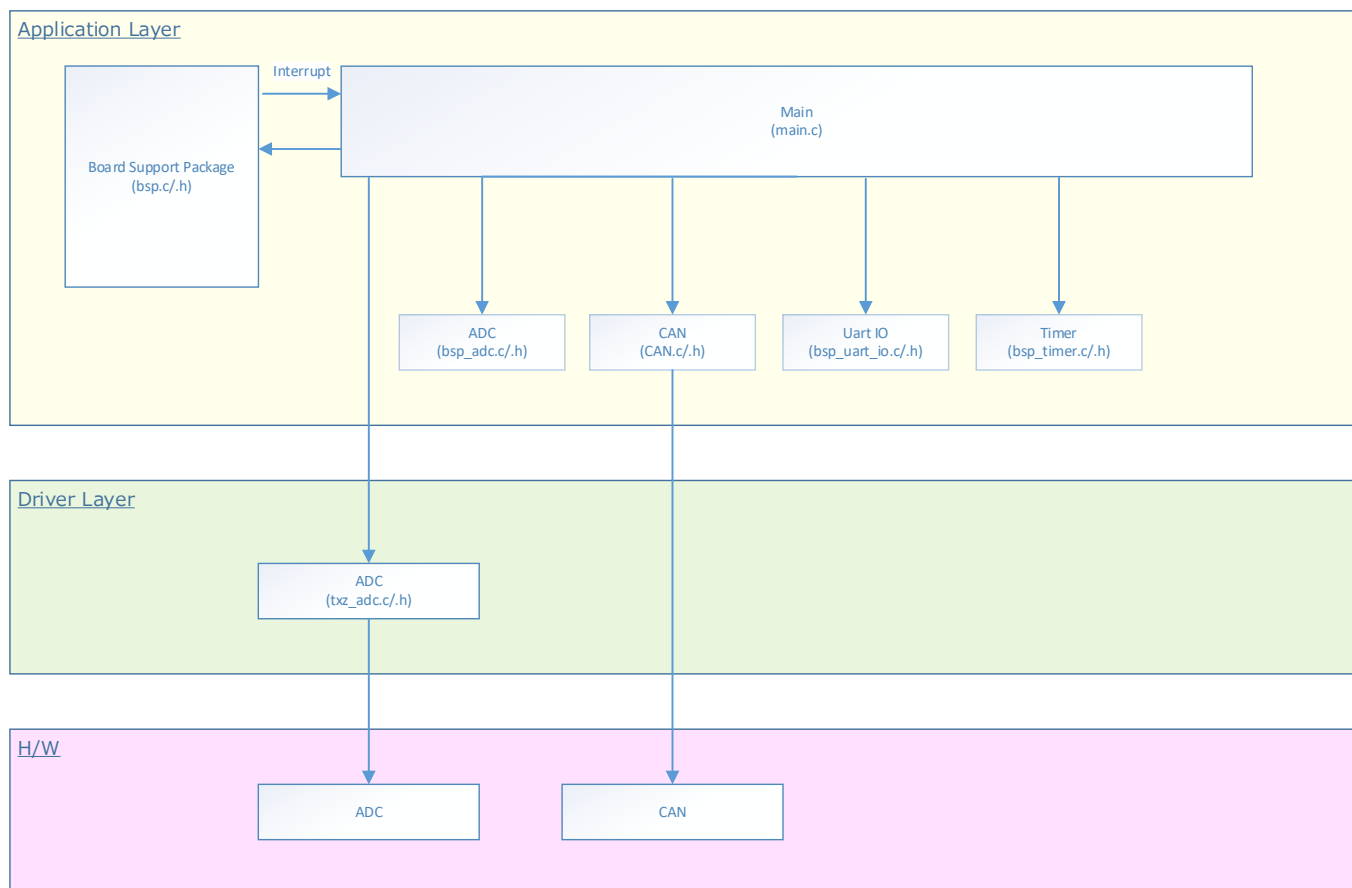 Application Layer
Interrupt
Main
(main.c)
Board Support Package
(bsp.c/.h)
ADC
(bsp_adc.c/.h)
CAN
(CAN.c/.h)
Uart IO
(bsp_uart_io.c/.h)
Timer
(bsp_timer.c/.h)
Driver Layer
ADC
(txz_adc.c/.h)
H/W
ADC
CAN